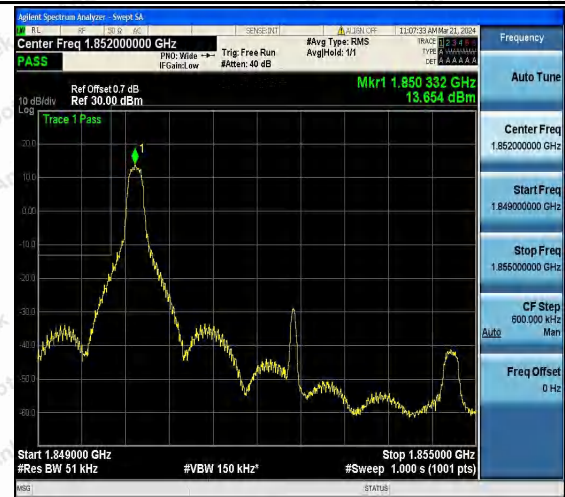 Agilent Spectrum Analyzer - Swept SA
RL RF 50 Ω AC SENSE:INT ALIGN OFF 11:07:33 AM Mar 21, 2024
Center Freq 1.852000000 GHz
#Avg Type: RMS
TRACE 1 2 3 4 5 6
PASS
PNO: Wide
Trig: Free Run
Avg|Hold: 1/1
TYPE
IFGain:Low
#Atten: 40 dB
DET A A A A A A
Ref Offset 0.7 dB
Mkr1 1.850 332 GHz
10 dB/div
Ref 30.00 dBm
13.654 dBm
Log
Trace 1 Pass
1
20.0
10.0
0.00
-10.0
-20.0
-30.0
-40.0
-50.0
-60.0
Start 1.849000 GHz
Stop 1.855000 GHz
#Res BW 51 kHz
#VBW 150 kHz*
#Sweep 1.000 s (1001 pts)
MSG
STATUS
Frequency
Auto Tune
Center Freq
1.852000000 GHz
Start Freq
1.849000000 GHz
Stop Freq
1.855000000 GHz
CF Step
600.000 kHz
Auto Man
Freq Offset
0 Hz